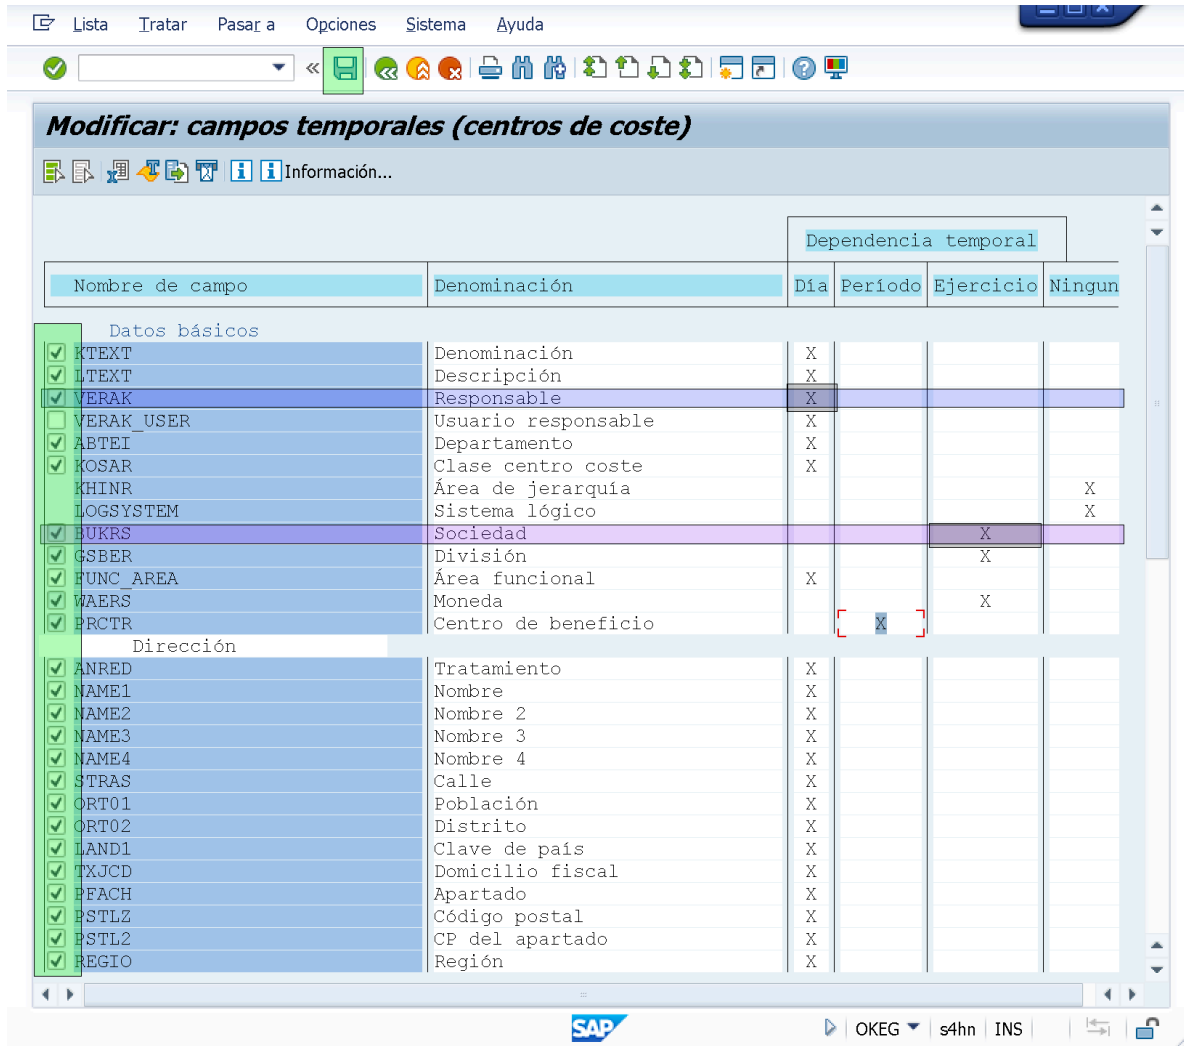 Lista Tratar Pasar a Opciones Sistema Ayuda
«
Modificar: campos temporales (centros de coste)
Información...
Dependencia temporal
Nombre de campo Denominación Día Período Ejercicio Ningun
Datos básicos
KTEXT Denominación X
LTEXT Descripción X
VERAK Responsable X
VERAK_USER Usuario responsable X
ABTEI Departamento X
KOSAR Clase centro coste X
KHINR Área de jerarquía X
LOGSYSTEM Sistema lógico X
BUKRS Sociedad X
GSBER División X
FUNC_AREA Área funcional X
WAERS Moneda X
PRCTR Centro de beneficio X
Dirección
ANRED Tratamiento X
NAME1 Nombre X
NAME2 Nombre 2 X
NAME3 Nombre 3 X
NAME4 Nombre 4 X
STRAS Calle X
ORT01 Población X
ORT02 Distrito X
LAND1 Clave de país X
TXJCD Domicilio fiscal X
PFACH Apartado X
PSTLZ Código postal X
PSTL2 CP del apartado X
REGIO Región X
SAP OKEG s4hn INS